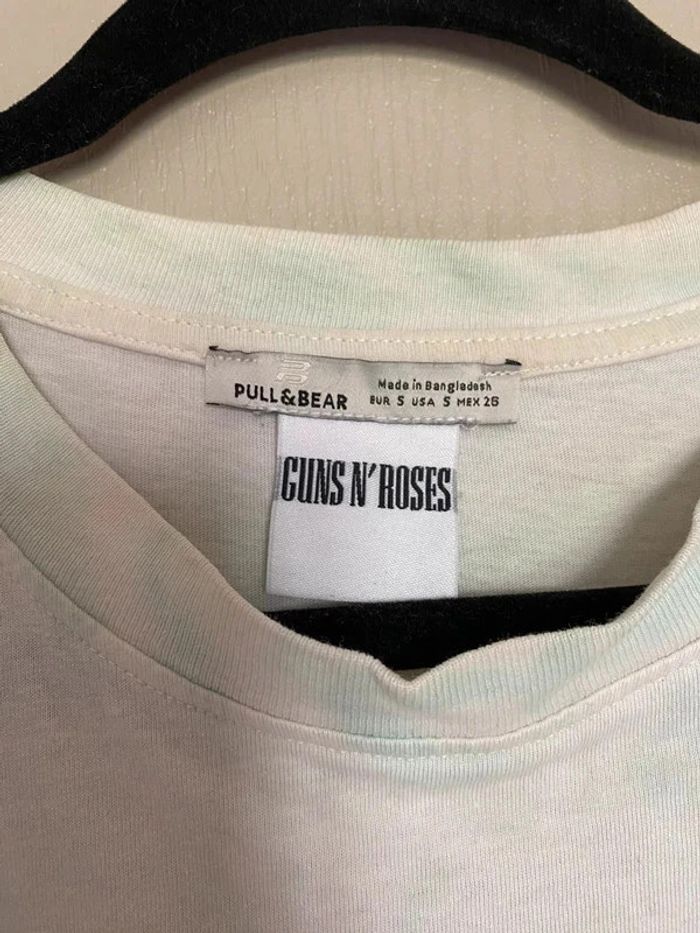 PULL&BEAR
Made in Bangladesh
EUR S USA S MEX 26
GUNS N' ROSES